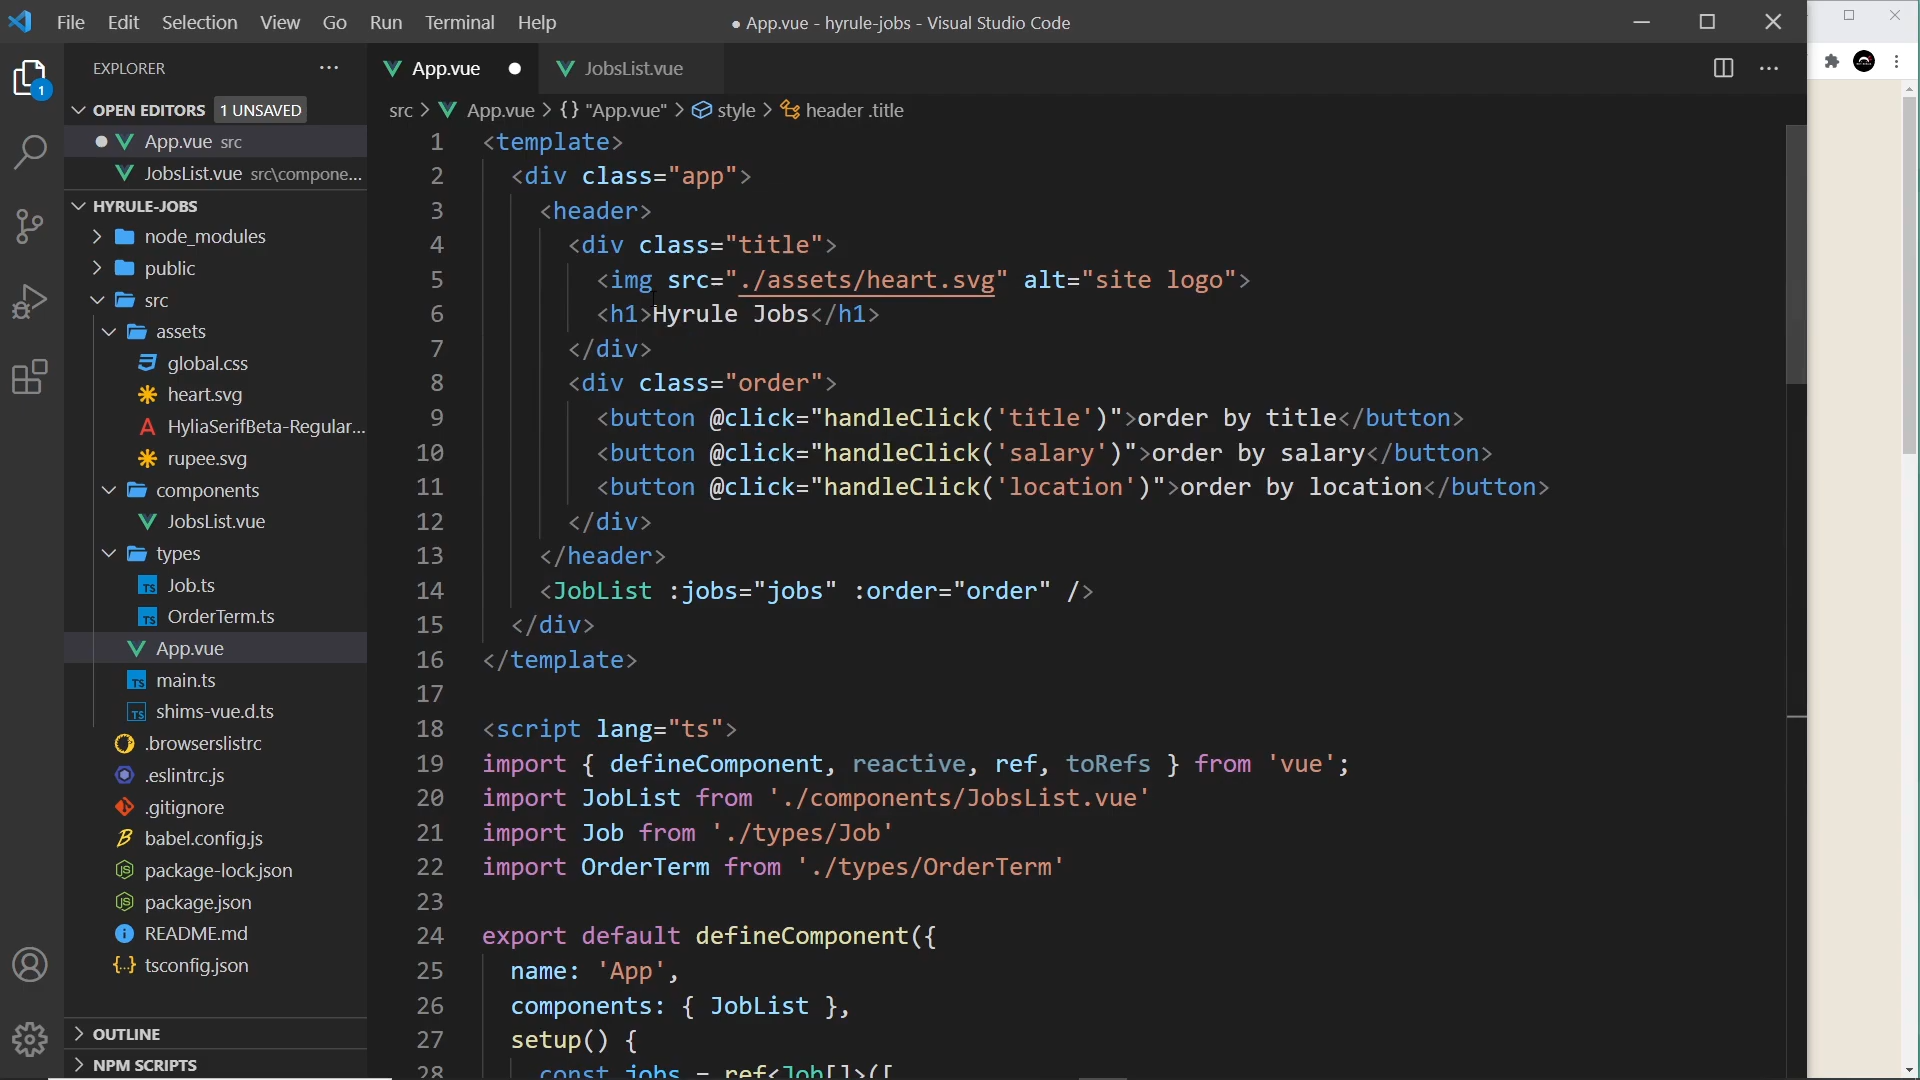 File Edit Selection View Go Run Terminal Help
● App.vue - hyrule-jobs - Visual Studio Code
EXPLORER
OPEN EDITORS 1 UNSAVED
App.vue src
JobsList.vue src\compone...
HYRULE-JOBS
node_modules
public
src
assets
global.css
heart.svg
HyliaSerifBeta-Regular...
rupee.svg
components
JobsList.vue
types
Job.ts
OrderTerm.ts
App.vue
main.ts
shims-vue.d.ts
.browserslistrc
.eslintrc.js
.gitignore
babel.config.js
package-lock.json
package.json
README.md
tsconfig.json
OUTLINE
NPM SCRIPTS
1
App.vue JobsList.vue
src > App.vue > {} "App.vue" > style > header .title
1 <template>
2 <div class="app">
3 <header>
4 <div class="title">
5 <img src="./assets/heart.svg" alt="site logo">
6 <h1>Hyrule Jobs</h1>
7 </div>
8 <div class="order">
9 <button @click="handleClick('title')">order by title</button>
10 <button @click="handleClick('salary')">order by salary</button>
11 <button @click="handleClick('location')">order by location</button>
12 </div>
13 </header>
14 <JobList :jobs="jobs" :order="order" />
15 </div>
16 </template>
17
18 <script lang="ts">
19 import { defineComponent, reactive, ref, toRefs } from 'vue';
20 import JobList from './components/JobsList.vue'
21 import Job from './types/Job'
22 import OrderTerm from './types/OrderTerm'
23
24 export default defineComponent({
25 name: 'App',
26 components: { JobList },
27 setup() {
28 const jobs = ref<Job[]>([